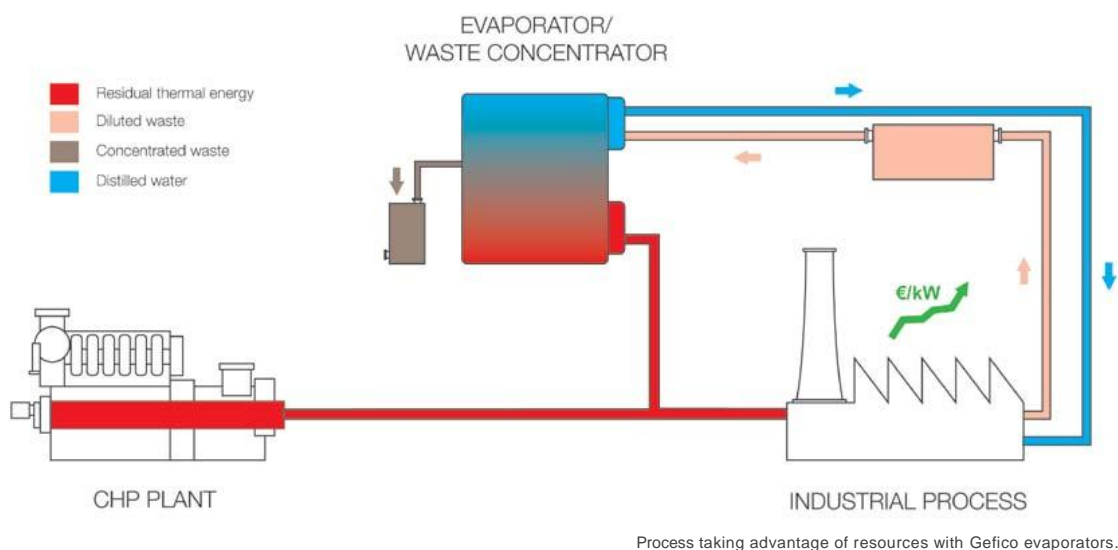 EVAPORATOR/
WASTE CONCENTRATOR
Residual thermal energy
Diluted waste
Concentrated waste
Distilled water
€/kW
CHP PLANT
INDUSTRIAL PROCESS
Process taking advantage of resources with Gefico evaporators.